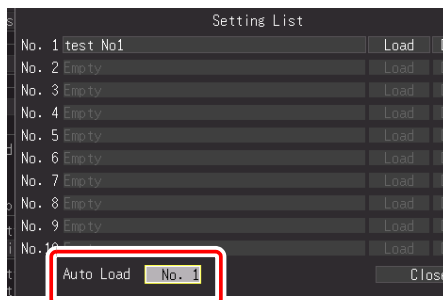 Setting List
No. 1 test No1 Load
No. 2 Empty Load
No. 3 Empty Load
No. 4 Empty Load
No. 5 Empty Load
No. 6 Empty Load
No. 7 Empty Load
No. 8 Empty Load
No. 9 Empty Load
No.10 Empty Load
Auto Load No. 1 Close